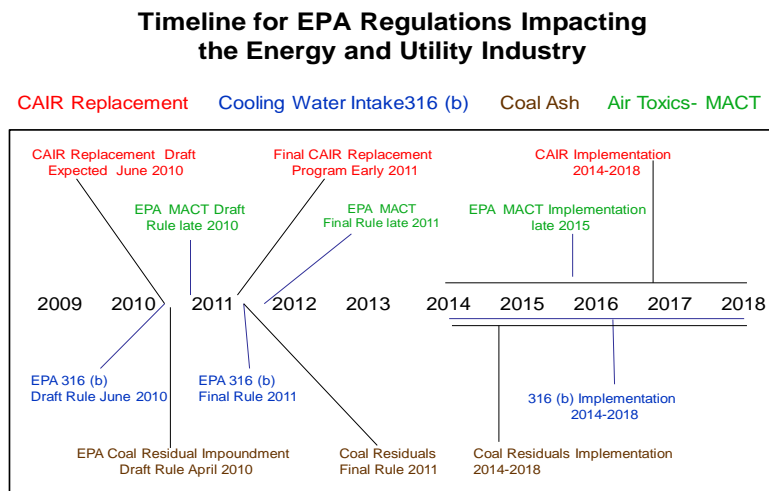 Timeline for EPA Regulations Impacting
the Energy and Utility Industry
CAIR Replacement Cooling Water Intake316 (b) Coal Ash Air Toxics- MACT
CAIR Replacement Draft
Expected June 2010
Final CAIR Replacement
Program Early 2011
CAIR Implementation
2014-2018
EPA MACT Draft
Rule late 2010
EPA MACT
Final Rule late 2011
EPA MACT Implementation
late 2015
2009 2010 2011 2012 2013 2014 2015 2016 2017 2018
EPA 316 (b)
Draft Rule June 2010
EPA 316 (b)
Final Rule 2011
316 (b) Implementation
2014-2018
EPA Coal Residual Impoundment
Draft Rule April 2010
Coal Residuals
Final Rule 2011
Coal Residuals Implementation
2014-2018